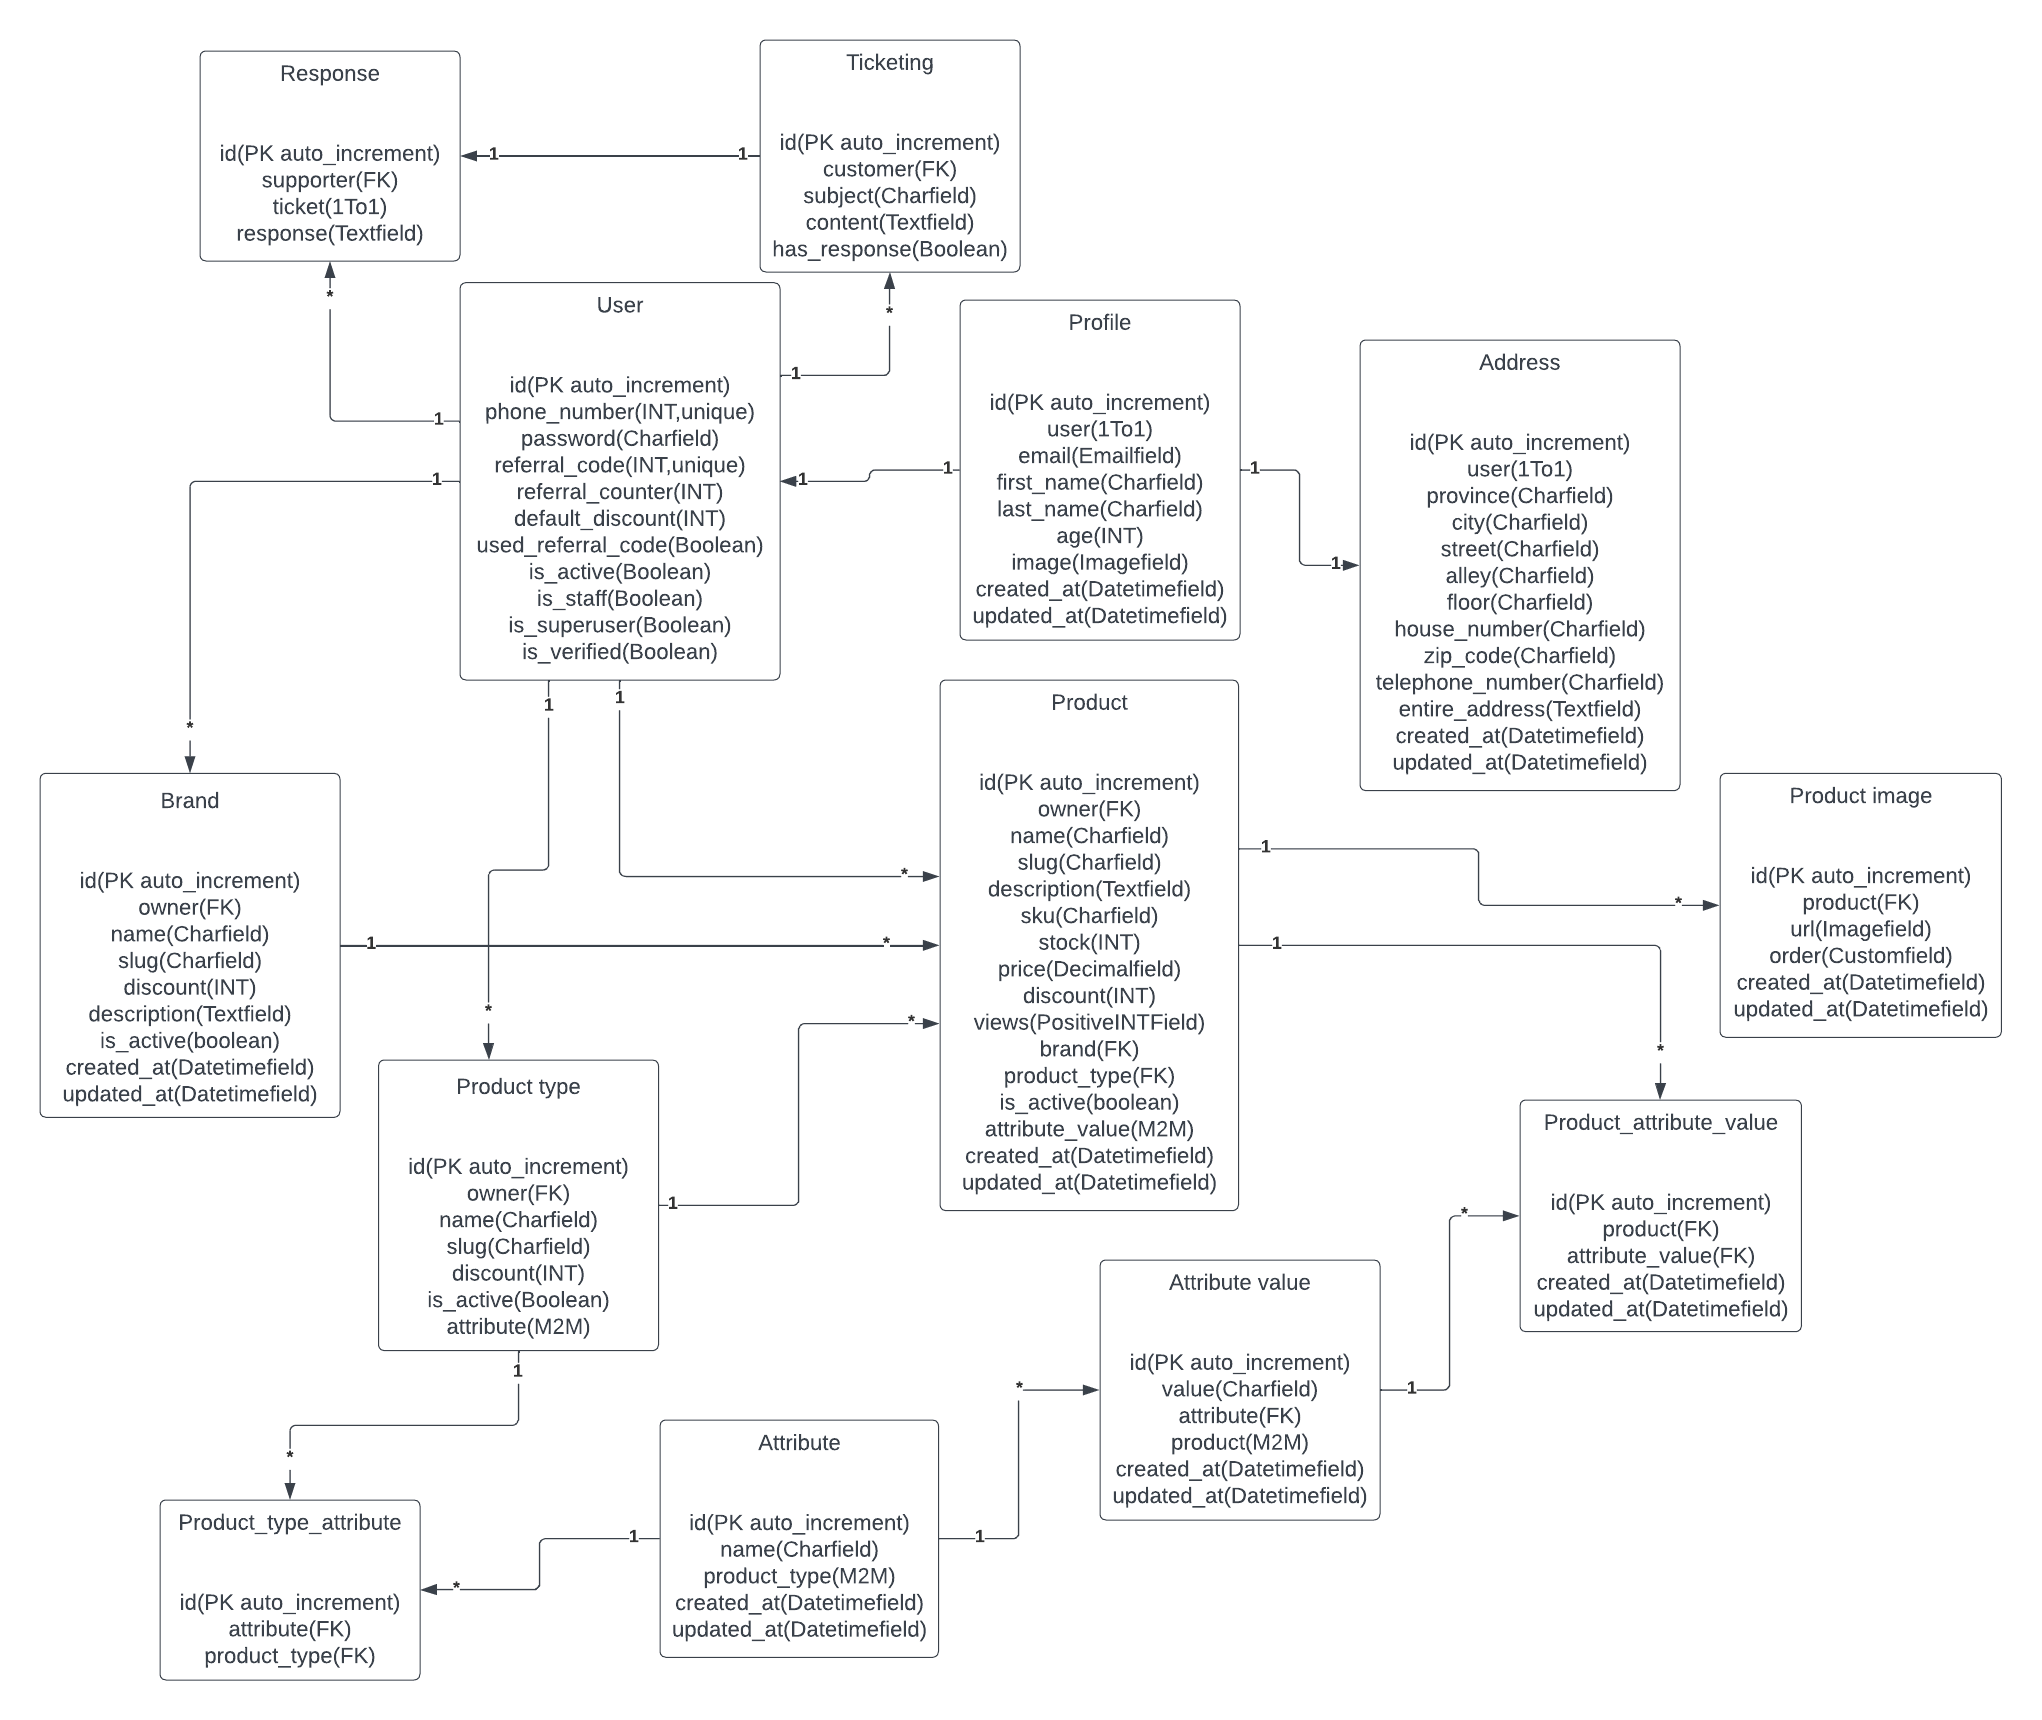 Response
id(PK auto_increment)
supporter(FK)
ticket(1To1)
response(Textfield)
1
1
Ticketing
id(PK auto_increment)
customer(FK)
subject(Charfield)
content(Textfield)
has_response(Boolean)
*
1
*
1
User
id(PK auto_increment)
phone_number(INT,unique)
password(Charfield)
referral_code(INT,unique)
referral_counter(INT)
default_discount(INT)
used_referral_code(Boolean)
is_active(Boolean)
is_staff(Boolean)
is_superuser(Boolean)
is_verified(Boolean)
1
1
Profile
id(PK auto_increment)
user(1To1)
email(Emailfield)
first_name(Charfield)
last_name(Charfield)
age(INT)
image(Imagefield)
created_at(Datetimefield)
updated_at(Datetimefield)
1
1
Address
id(PK auto_increment)
user(1To1)
province(Charfield)
city(Charfield)
street(Charfield)
alley(Charfield)
floor(Charfield)
house_number(Charfield)
zip_code(Charfield)
telephone_number(Charfield)
entire_address(Textfield)
created_at(Datetimefield)
updated_at(Datetimefield)
1
*
1
*
1
*
Brand
id(PK auto_increment)
owner(FK)
name(Charfield)
slug(Charfield)
discount(INT)
description(Textfield)
is_active(boolean)
created_at(Datetimefield)
updated_at(Datetimefield)
1
*
Product
id(PK auto_increment)
owner(FK)
name(Charfield)
slug(Charfield)
description(Textfield)
sku(Charfield)
stock(INT)
price(Decimalfield)
discount(INT)
views(PositiveINTField)
brand(FK)
product_type(FK)
is_active(boolean)
attribute_value(M2M)
created_at(Datetimefield)
updated_at(Datetimefield)
1
*
1
*
Product image
id(PK auto_increment)
product(FK)
url(Imagefield)
order(Customfield)
created_at(Datetimefield)
updated_at(Datetimefield)
Product type
id(PK auto_increment)
owner(FK)
name(Charfield)
slug(Charfield)
discount(INT)
is_active(Boolean)
attribute(M2M)
1
*
1
*
Product_attribute_value
id(PK auto_increment)
product(FK)
attribute_value(FK)
created_at(Datetimefield)
updated_at(Datetimefield)
Attribute value
id(PK auto_increment)
value(Charfield)
attribute(FK)
product(M2M)
created_at(Datetimefield)
updated_at(Datetimefield)
1
*
Product_type_attribute
id(PK auto_increment)
attribute(FK)
product_type(FK)
*
1
Attribute
id(PK auto_increment)
name(Charfield)
product_type(M2M)
created_at(Datetimefield)
updated_at(Datetimefield)
1
*